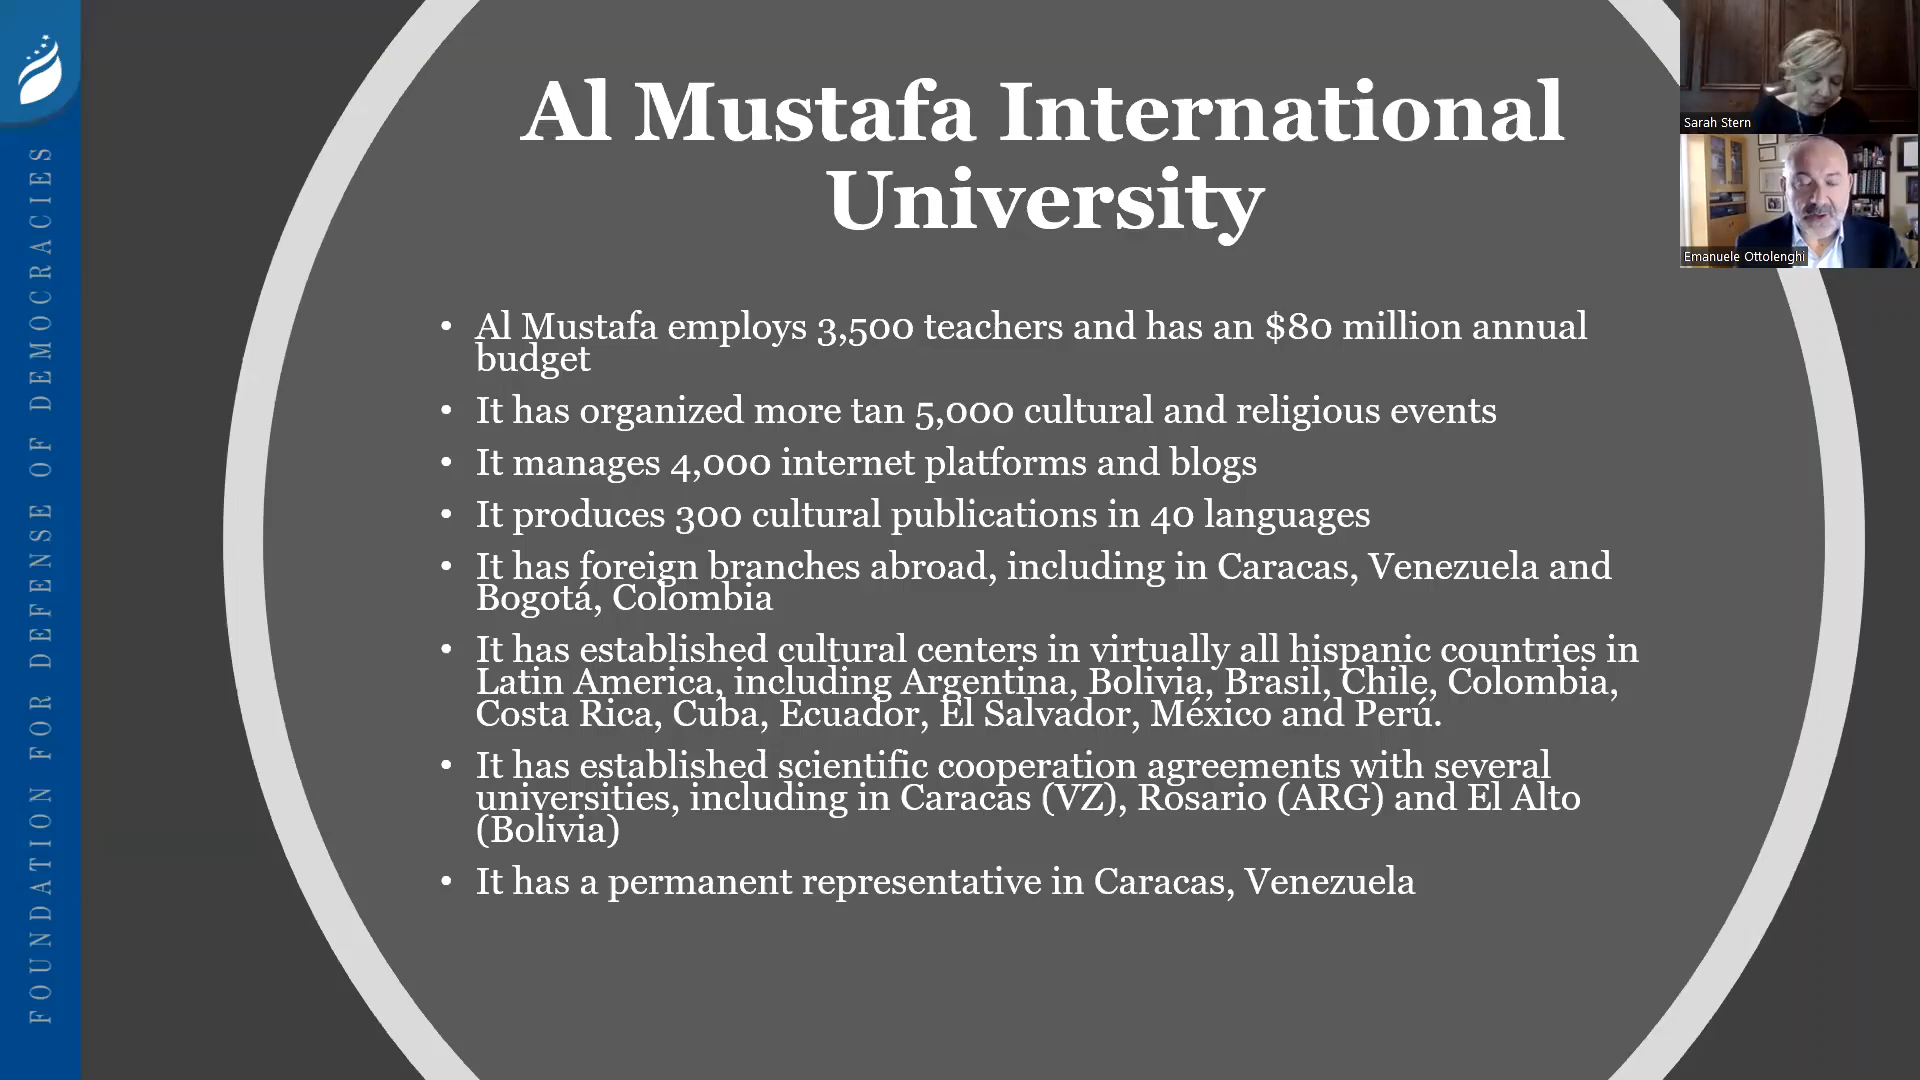 FOUNDATION FOR DEFENSE OF DEMOCRACIES
Al Mustafa International
University
• Al Mustafa employs 3,500 teachers and has an $80 million annual
budget
• It has organized more tan 5,000 cultural and religious events
• It manages 4,000 internet platforms and blogs
• It produces 300 cultural publications in 40 languages
• It has foreign branches abroad, including in Caracas, Venezuela and
Bogotá, Colombia
• It has established cultural centers in virtually all hispanic countries in
Latin America, including Argentina, Bolivia, Brasil, Chile, Colombia,
Costa Rica, Cuba, Ecuador, El Salvador, México and Perú.
• It has established scientific cooperation agreements with several
universities, including in Caracas (VZ), Rosario (ARG) and El Alto
(Bolivia)
• It has a permanent representative in Caracas, Venezuela
Sarah Stern
Emanuele Ottolenghi